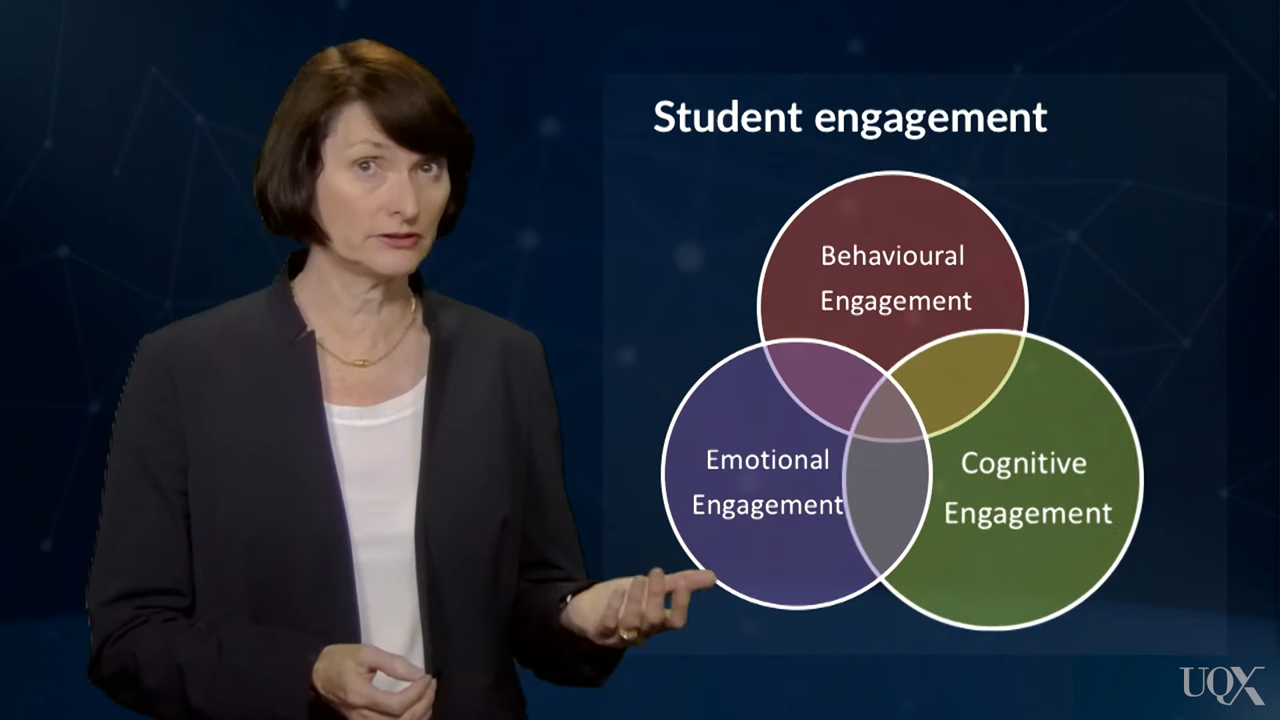 Student engagement
Behavioural
Engagement
Emotional
Engagement
Cognitive
Engagement
UQX